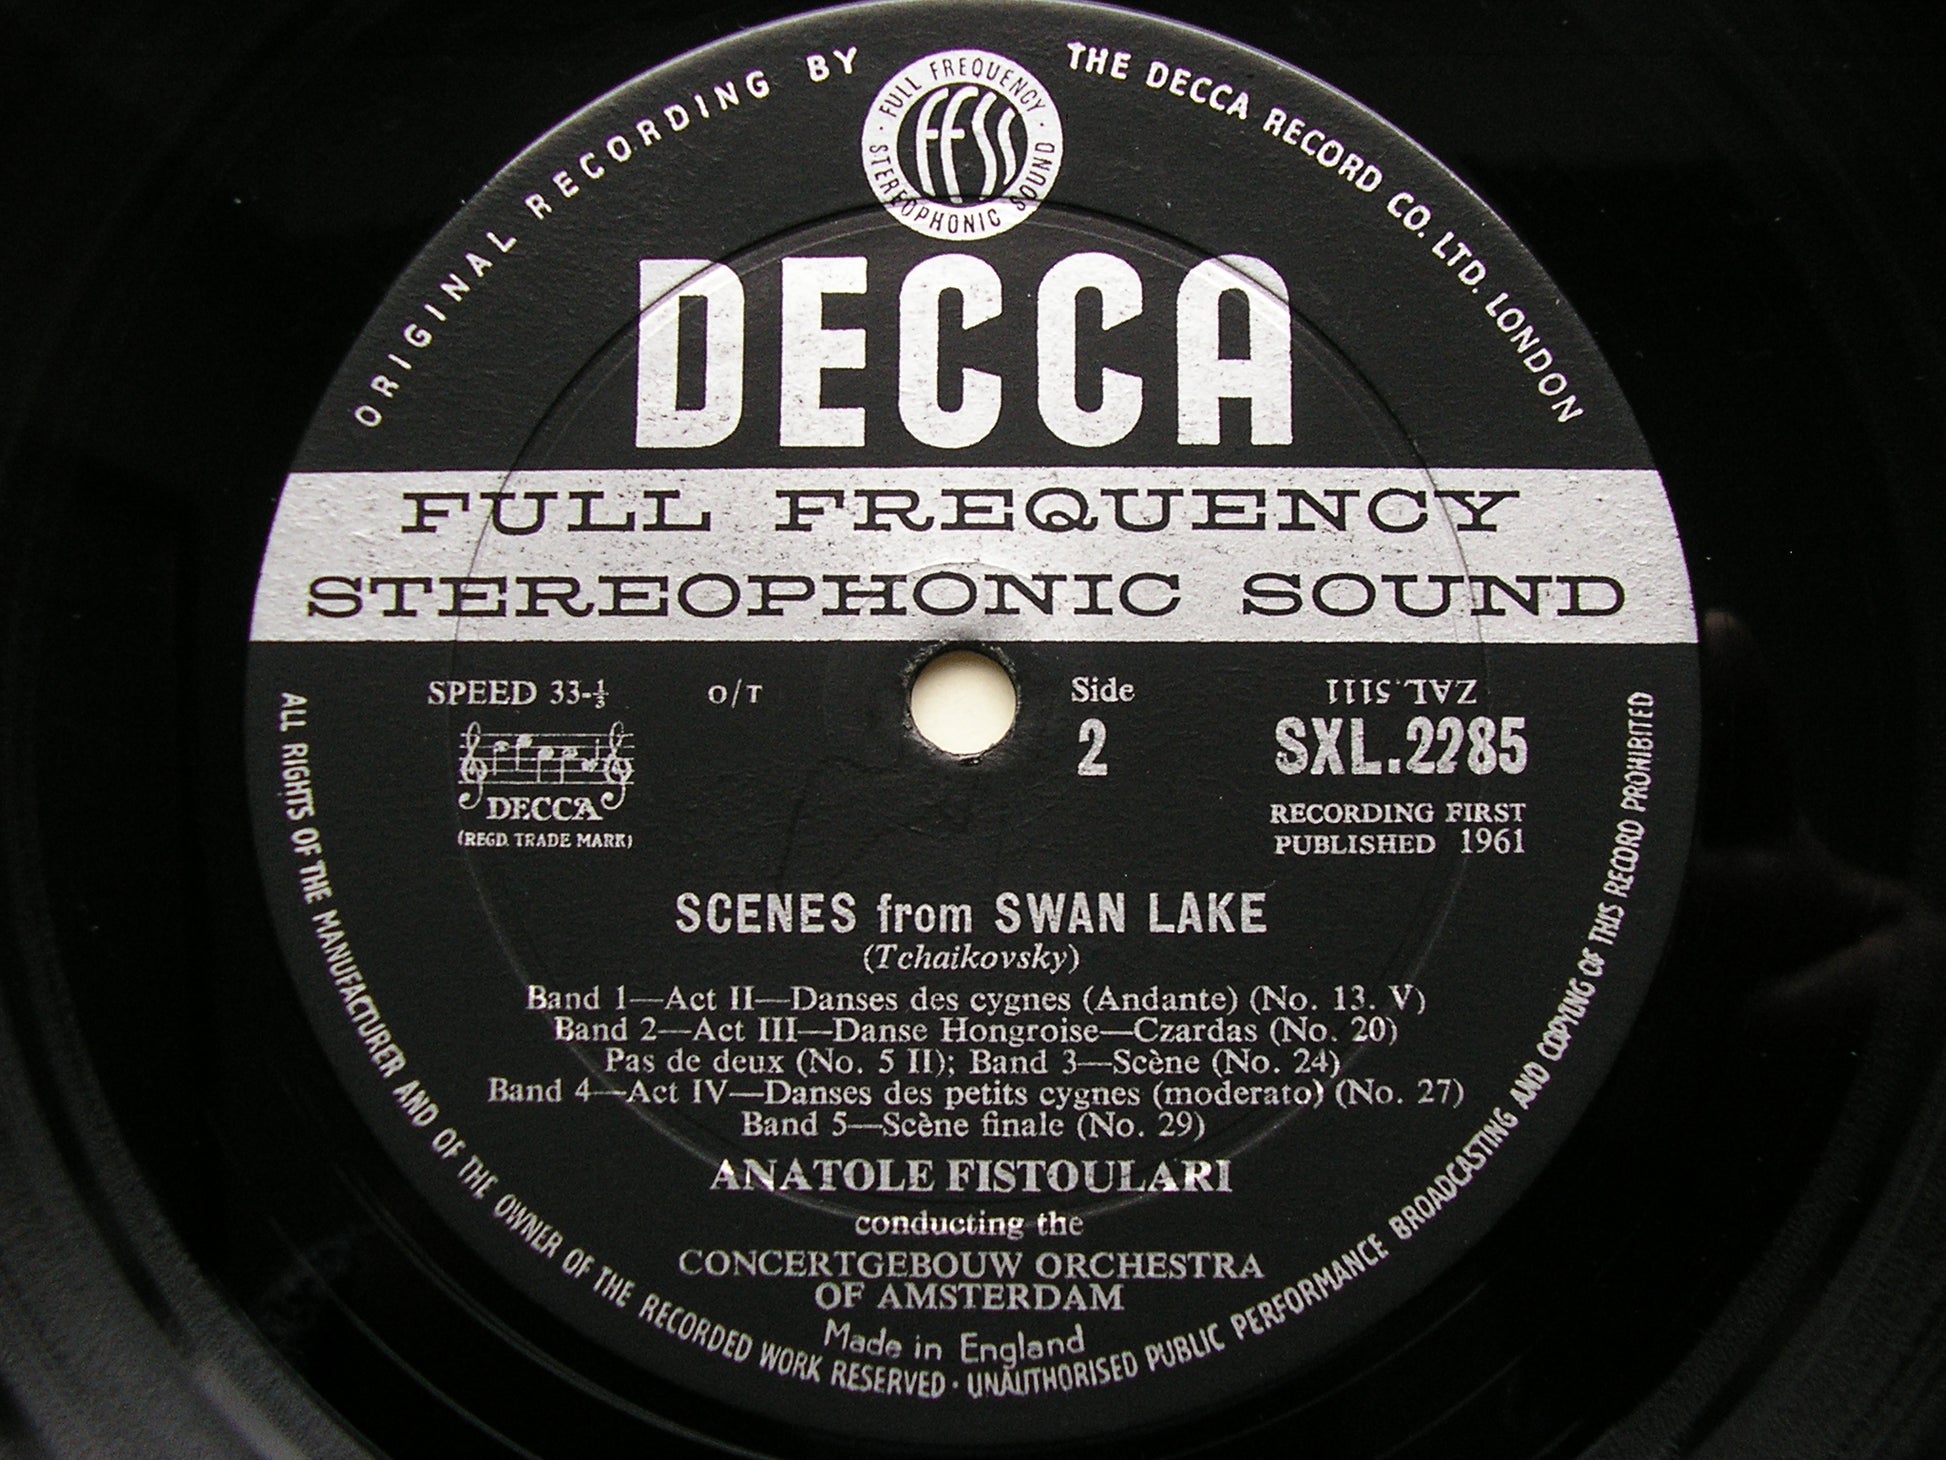 ORIGINAL RECORDING BY THE DECCA RECORD CO. LTD. LONDON
· FULL FREQUENCY · STEREOPHONIC SOUND
FFSS
DECCA
FULL FREQUENCY
STEREOPHONIC SOUND
SPEED 33-⅓ O/T Side ZAL.5111
2 SXL.2285
DECCA
(REGD. TRADE MARK)
RECORDING FIRST
PUBLISHED 1961
SCENES from SWAN LAKE
(Tchaikovsky)
Band 1—Act II—Danses des cygnes (Andante) (No. 13. V)
Band 2—Act III—Danse Hongroise—Czardas (No. 20)
Pas de deux (No. 5 II); Band 3—Scène (No. 24)
Band 4—Act IV—Danses des petits cygnes (moderato) (No. 27)
Band 5—Scène finale (No. 29)
ANATOLE FISTOULARI
conducting the
CONCERTGEBOUW ORCHESTRA
OF AMSTERDAM
Made in England
ALL RIGHTS OF THE MANUFACTURER AND OF THE OWNER OF THE RECORDED WORK RESERVED · UNAUTHORISED PUBLIC PERFORMANCE BROADCASTING AND COPYING OF THIS RECORD PROHIBITED